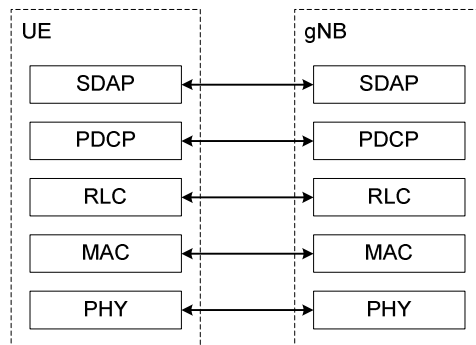 UE gNB
SDAP SDAP
PDCP PDCP
RLC RLC
MAC MAC
PHY PHY